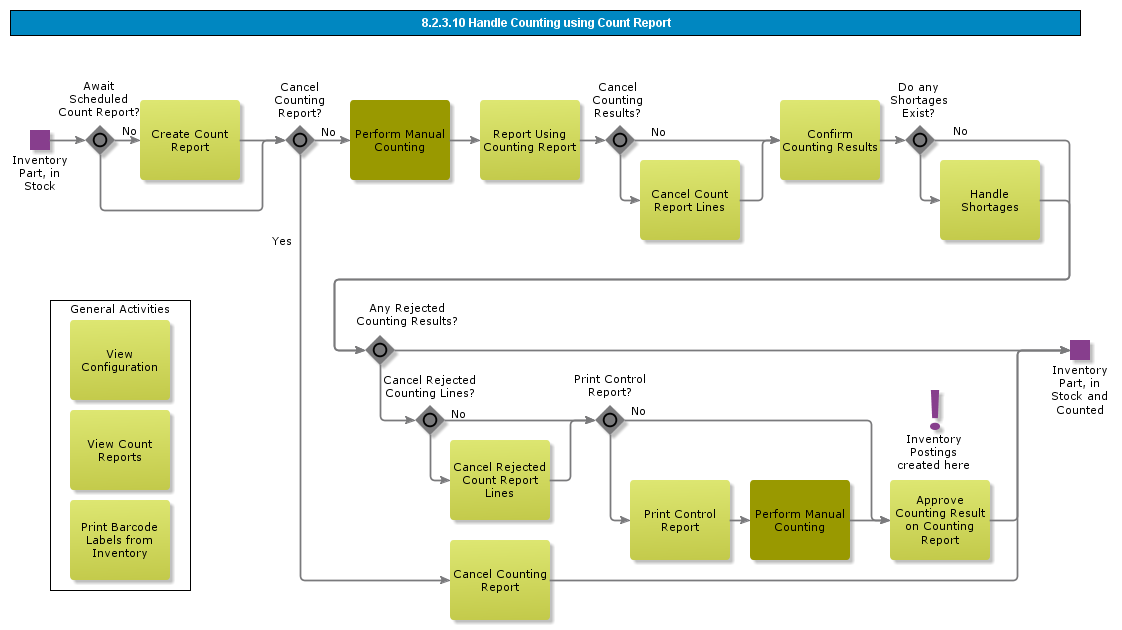 8.2.3.10 Handle Counting using Count Report
Await
Scheduled
Count Report?
No
Inventory
Part, in
Stock
Create Count
Report
Cancel
Counting
Report?
No
Yes
Perform Manual
Counting
Report Using
Counting Report
Cancel
Counting
Results?
No
Cancel Count
Report Lines
Confirm
Counting Results
Do any
Shortages
Exist?
No
Handle
Shortages
General Activities
View
Configuration
View Count
Reports
Print Barcode
Labels from
Inventory
Any Rejected
Counting Results?
Cancel Rejected
Counting Lines?
No
Cancel Rejected
Count Report
Lines
Print Control
Report?
No
Print Control
Report
Perform Manual
Counting
Inventory
Postings
created here
Approve
Counting Result
on Counting
Report
Inventory
Part, in
Stock and
Counted
Cancel Counting
Report